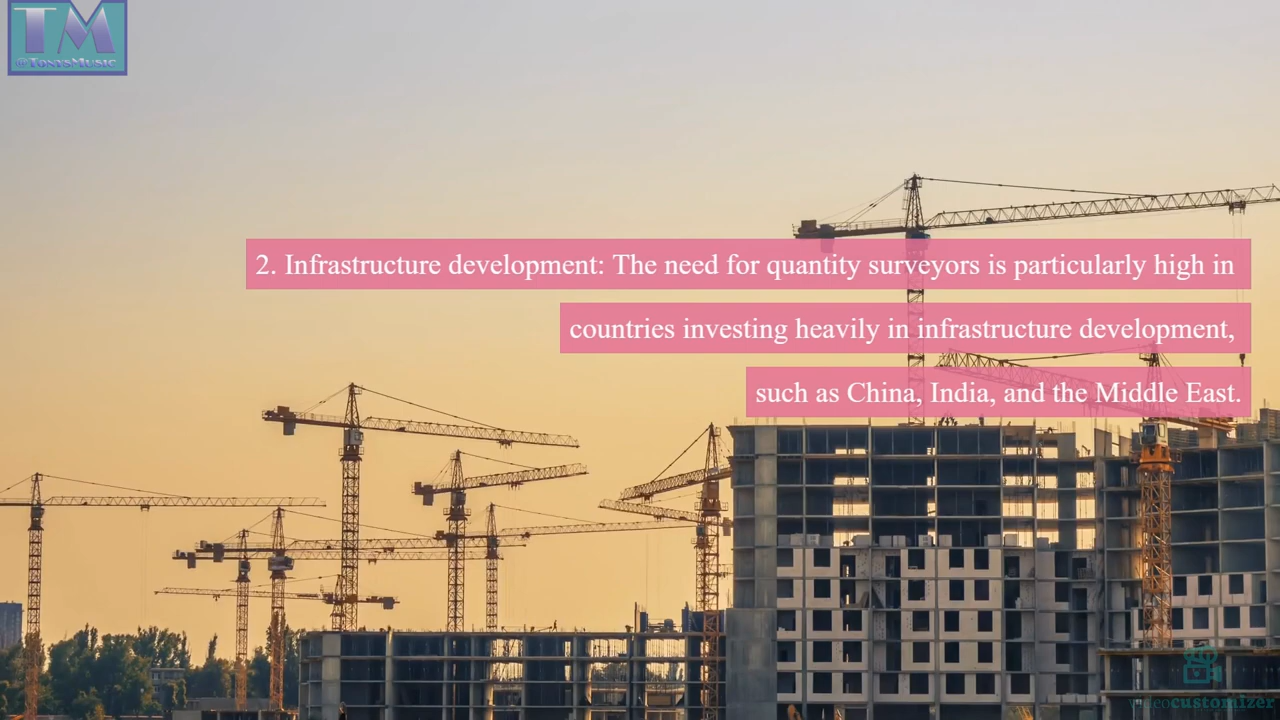 TM
@TonysMusic
2. Infrastructure development: The need for quantity surveyors is particularly high in
countries investing heavily in infrastructure development,
such as China, India, and the Middle East.
videocustomizer